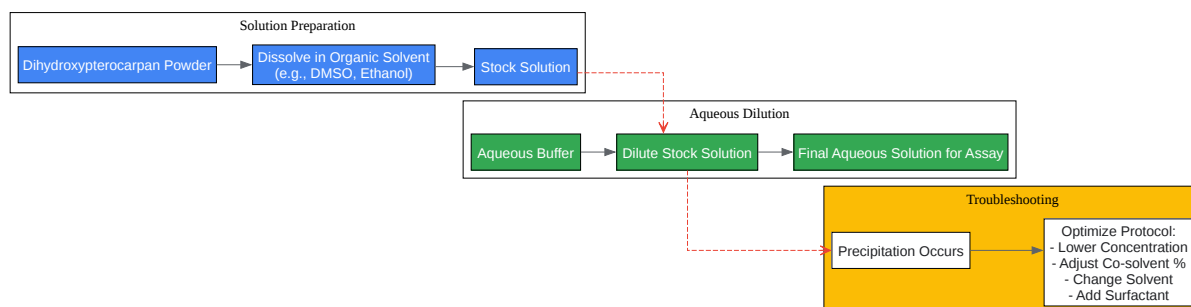 Solution Preparation
Dihydroxypterocarpan Powder
Dissolve in Organic Solvent
(e.g., DMSO, Ethanol)
Stock Solution
Aqueous Dilution
Aqueous Buffer
Dilute Stock Solution
Final Aqueous Solution for Assay
Troubleshooting
Precipitation Occurs
Optimize Protocol:
- Lower Concentration
- Adjust Co-solvent %
- Change Solvent
- Add Surfactant